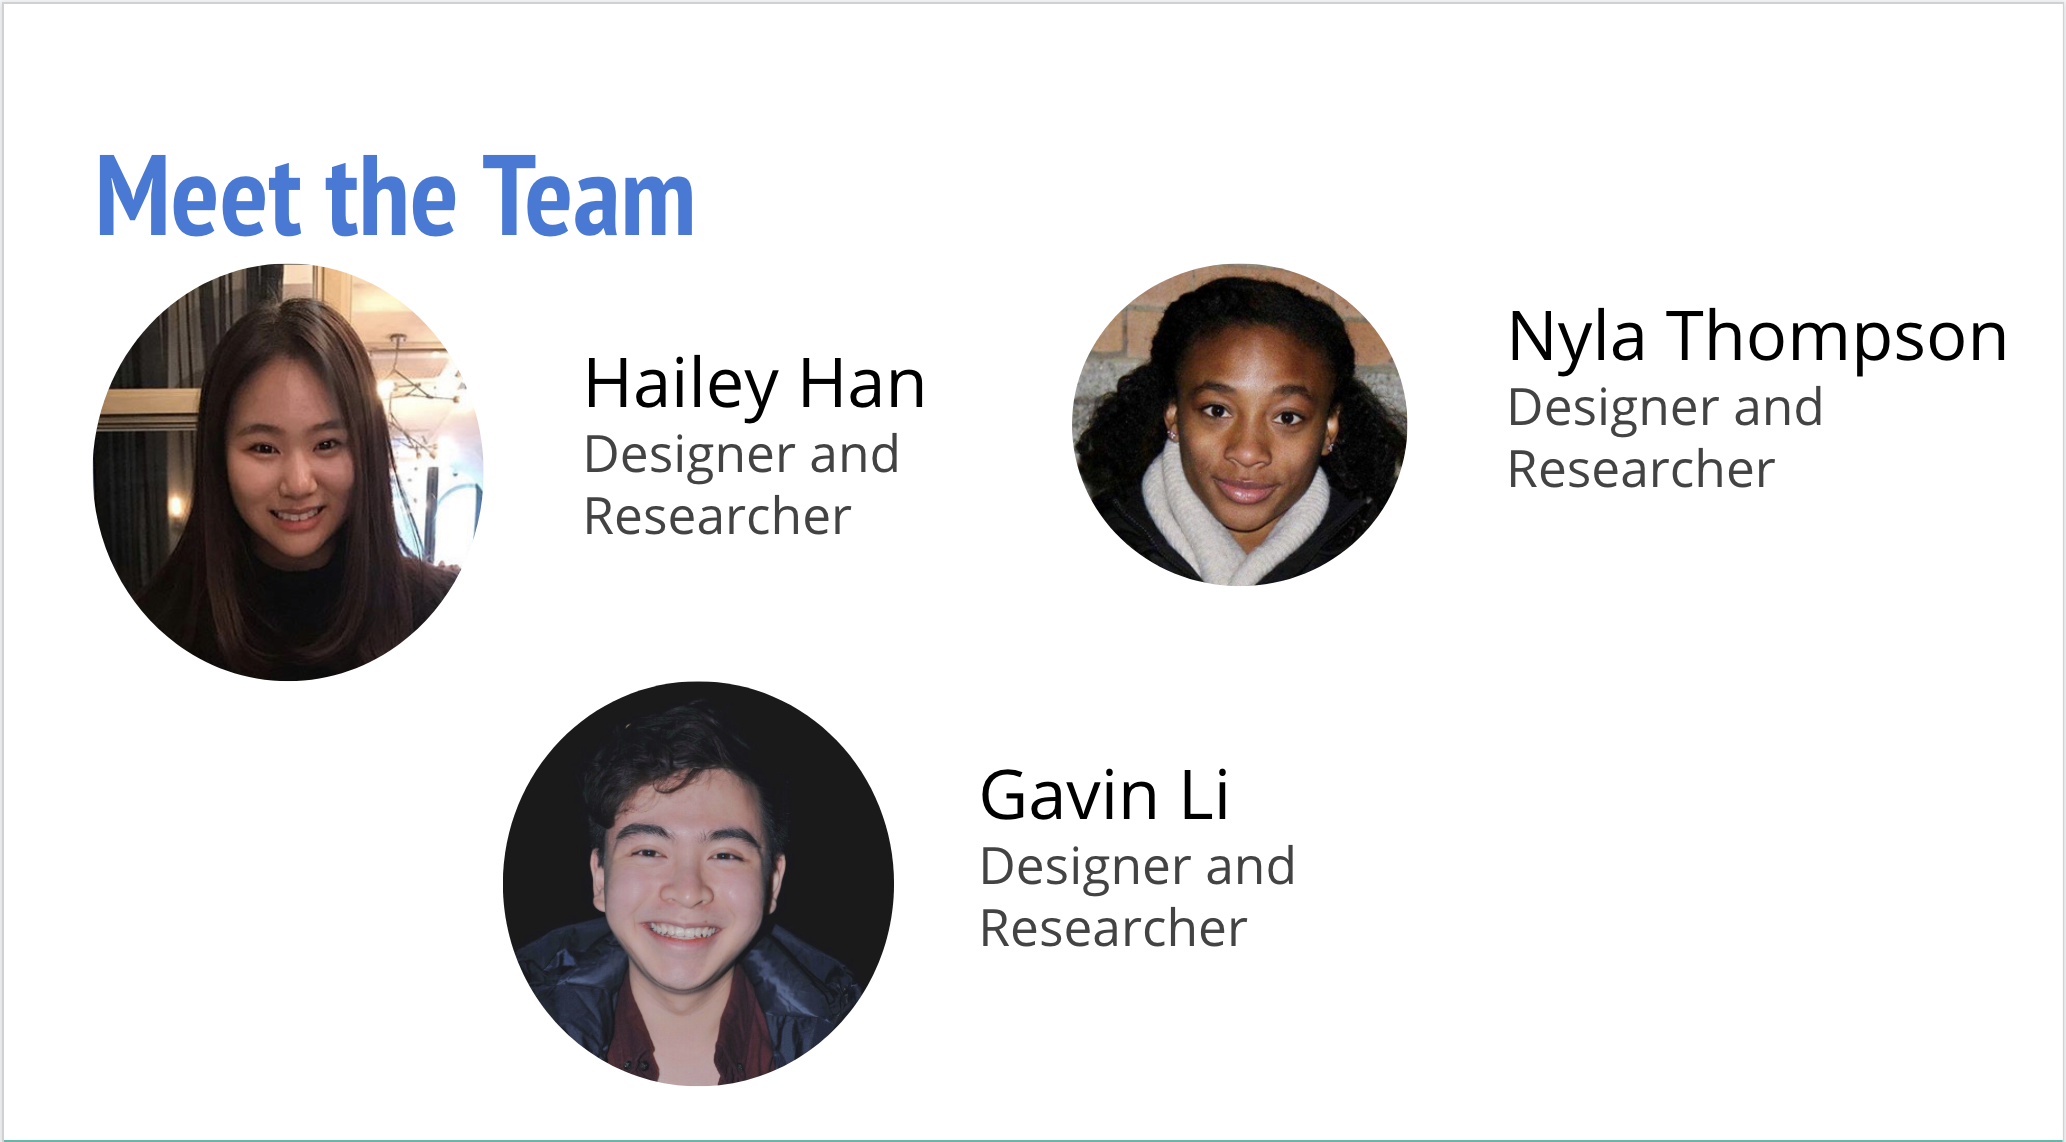 Meet the Team
Hailey Han
Designer and
Researcher
Nyla Thompson
Designer and
Researcher
Gavin Li
Designer and
Researcher